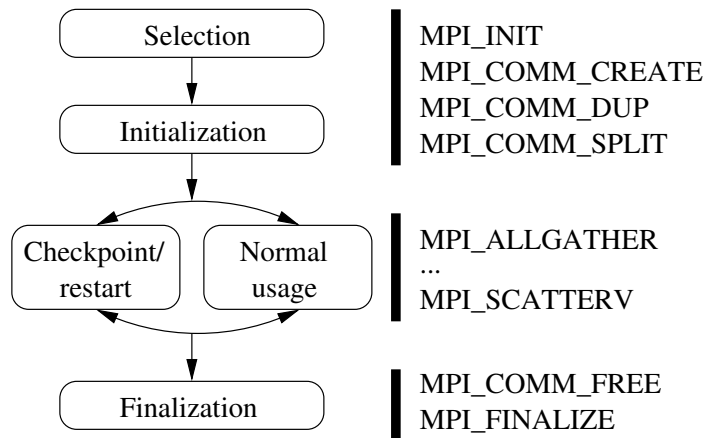 Selection
Initialization
Checkpoint/
restart
Normal
usage
Finalization
MPI_INIT
MPI_COMM_CREATE
MPI_COMM_DUP
MPI_COMM_SPLIT
MPI_ALLGATHER
...
MPI_SCATTERV
MPI_COMM_FREE
MPI_FINALIZE